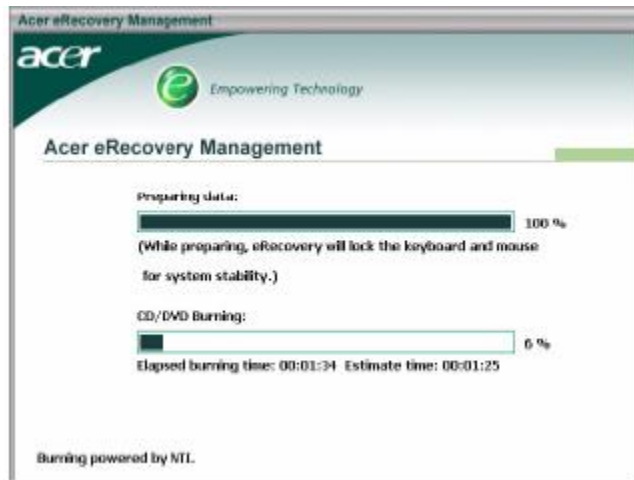 Acer eRecovery Management
acer
e Empowering Technology
Acer eRecovery Management
Preparing data:
100 %
(While preparing, eRecovery will lock the keyboard and mouse
for system stability.)
CD/DVD Burning:
6 %
Elapsed burning time: 00:01:34 Estimate time: 00:01:25
Burning powered by NTI.